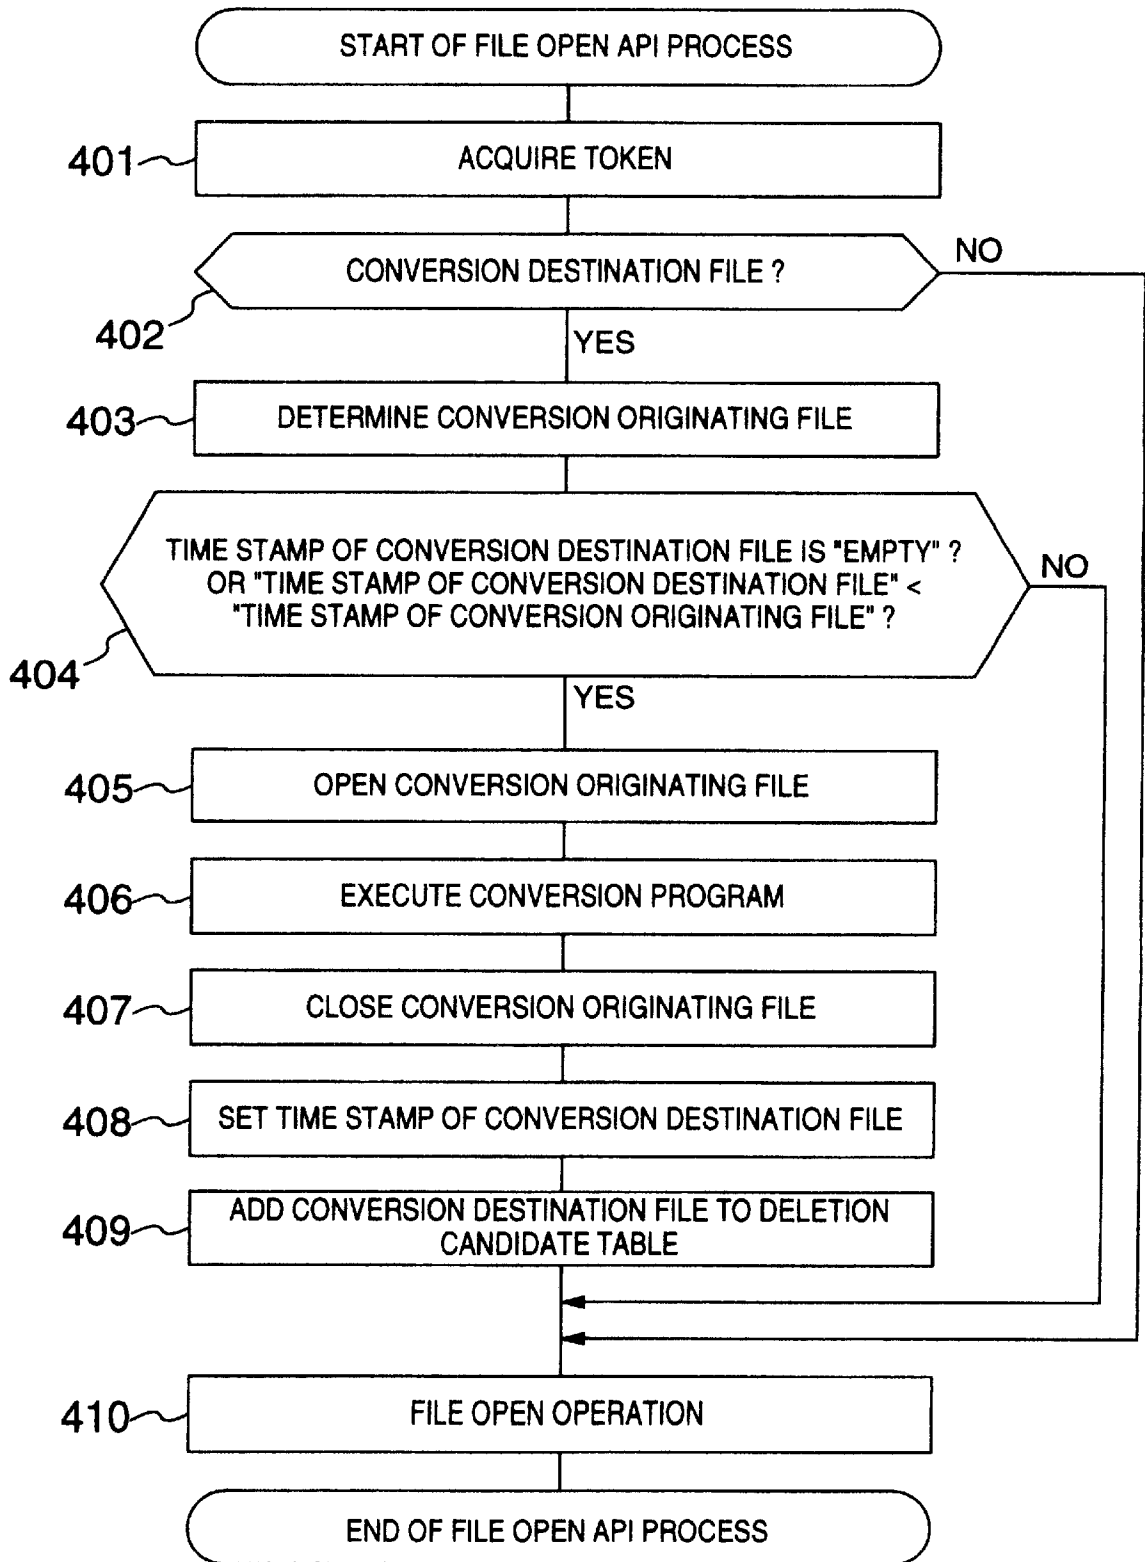 START OF FILE OPEN API PROCESS
401
ACQUIRE TOKEN
CONVERSION DESTINATION FILE ?
NO
402
YES
403
DETERMINE CONVERSION ORIGINATING FILE
TIME STAMP OF CONVERSION DESTINATION FILE IS "EMPTY" ?
OR "TIME STAMP OF CONVERSION DESTINATION FILE" <
"TIME STAMP OF CONVERSION ORIGINATING FILE" ?
NO
404
YES
405
OPEN CONVERSION ORIGINATING FILE
406
EXECUTE CONVERSION PROGRAM
407
CLOSE CONVERSION ORIGINATING FILE
408
SET TIME STAMP OF CONVERSION DESTINATION FILE
409
ADD CONVERSION DESTINATION FILE TO DELETION
CANDIDATE TABLE
410
FILE OPEN OPERATION
END OF FILE OPEN API PROCESS